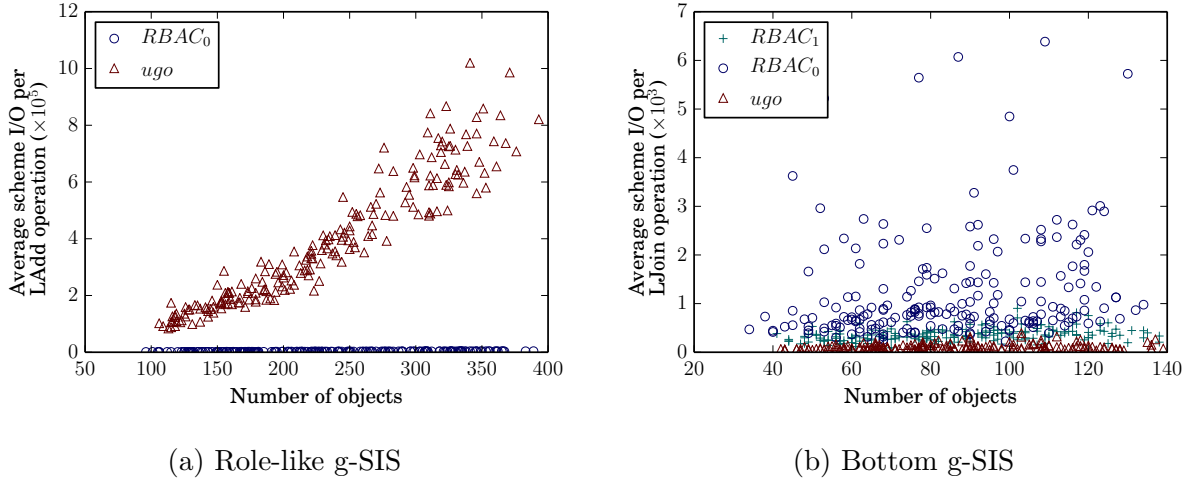 12
10
8
6
4
2
0
50
100
150
200
250
300
350
400
Average scheme I/O per
LAdd operation (×10⁵)
Number of objects
RBAC₀
ugo
(a) Role-like g-SIS
7
6
5
4
3
2
1
0
20
40
60
80
100
120
140
Average scheme I/O per
LJoin operation (×10³)
Number of objects
RBAC₁
RBAC₀
ugo
(b) Bottom g-SIS